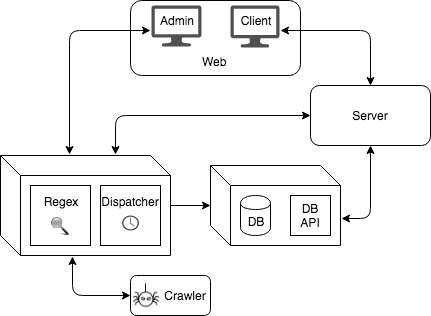 Admin
Client
Web
Server
Regex
Dispatcher
DB
DB
API
Crawler